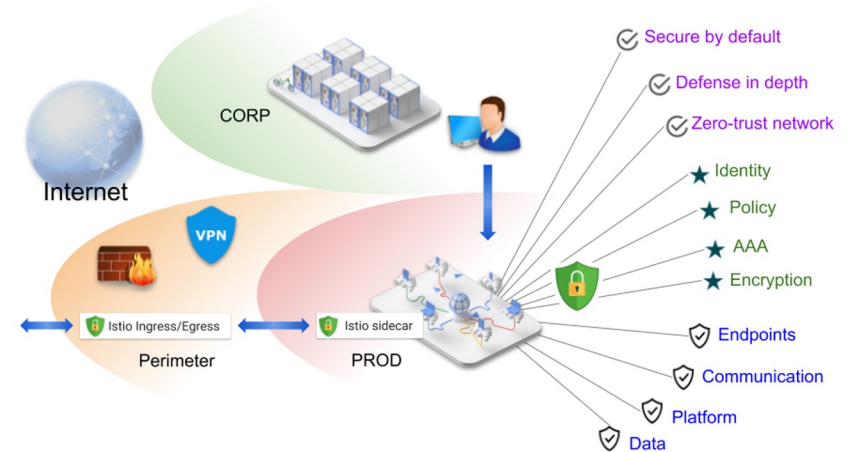 Secure by default
Defense in depth
CORP
Zero-trust network
Internet
Identity
Policy
VPN
AAA
Encryption
Istio Ingress/Egress
Istio sidecar
Endpoints
Perimeter
PROD
Communication
Platform
Data